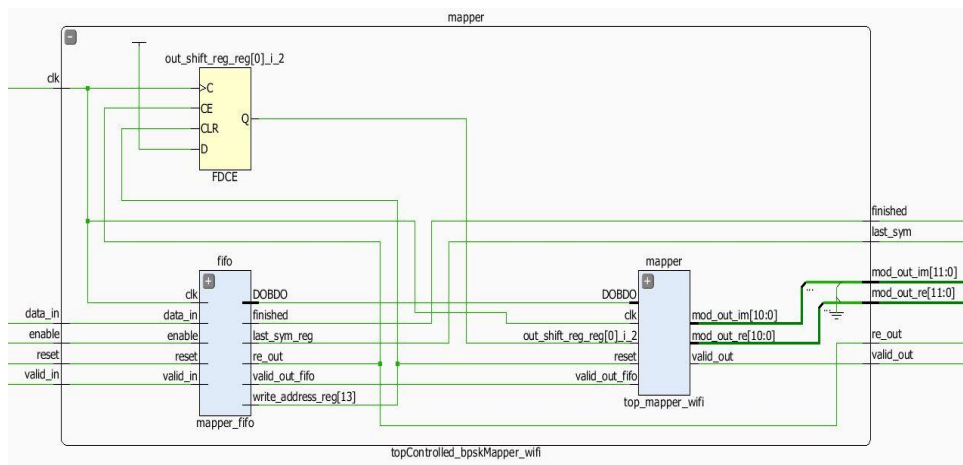 mapper
out_shift_reg_reg[0]_i_2
clk
C
CE
CLR
D
Q
FDCE
finished
last_sym
fifo
mapper
mod_out_im[11:0]
mod_out_re[11:0]
clk
DOBDO
DOBDO
data_in
data_in
finished
clk
mod_out_im[10:0]
...
...
enable
enable
last_sym_reg
out_shift_reg_reg[0]_i_2
mod_out_re[10:0]
re_out
reset
reset
re_out
reset
valid_out
valid_out
valid_in
valid_in
valid_out_fifo
valid_out_fifo
write_address_reg[13]
mapper_fifo
top_mapper_wifi
topControlled_bpskMapper_wifi